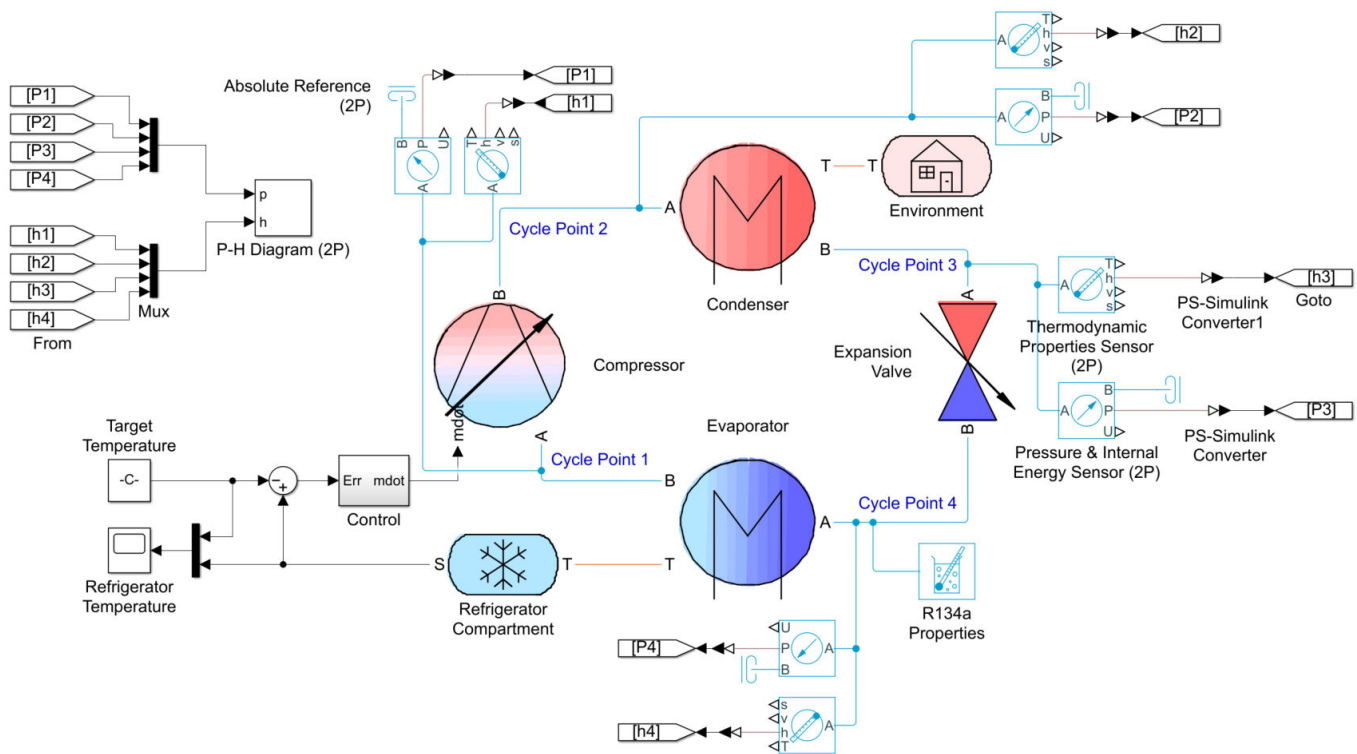 [P1]
[P2]
[P3]
[P4]
[h1]
[h2]
[h3]
[h4]
From
Mux
p
h
P-H Diagram (2P)
Absolute Reference
(2P)
B
P
U
A
T
h
v
s
A
[P1]
[h1]
A
T
h
v
s
[h2]
A
B
P
U
[P2]
Cycle Point 2
A
B
Condenser
T
T
Environment
Cycle Point 3
A
T
h
v
s
Thermodynamic
Properties Sensor
(2P)
PS-Simulink
Converter1
[h3]
Goto
A
B
P
U
Pressure & Internal
Energy Sensor (2P)
PS-Simulink
Converter
[P3]
A
Expansion
Valve
B
B
Compressor
mdot
A
Cycle Point 1
Target
Temperature
-C-
−
+
Err
mdot
Control
Refrigerator
Temperature
S
T
Refrigerator
Compartment
T
Evaporator
B
A
Cycle Point 4
R134a
Properties
U
P
B
A
[P4]
s
v
h
T
A
[h4]